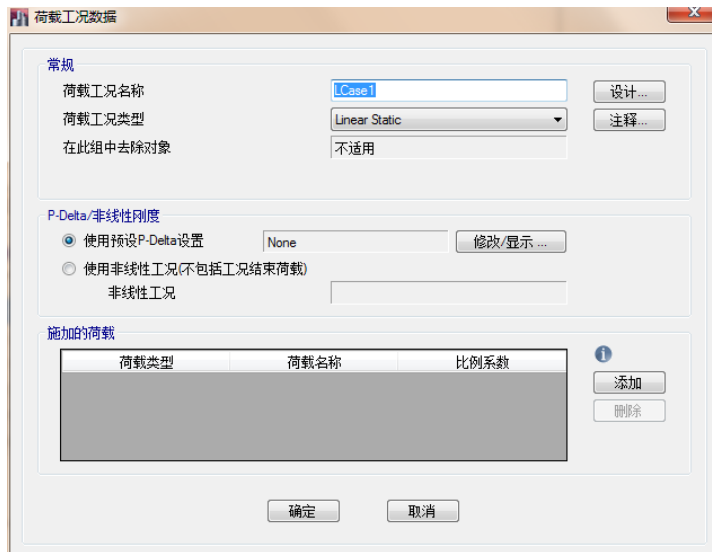 荷载工况数据
常规
荷载工况名称 LCase1 设计...
荷载工况类型 Linear Static 注释...
在此组中去除对象 不适用
P-Delta/非线性刚度
使用预设P-Delta设置 None 修改/显示 ...
使用非线性工况(不包括工况结束荷载)
非线性工况
施加的荷载
荷载类型 荷载名称 比例系数
添加
删除
确定 取消